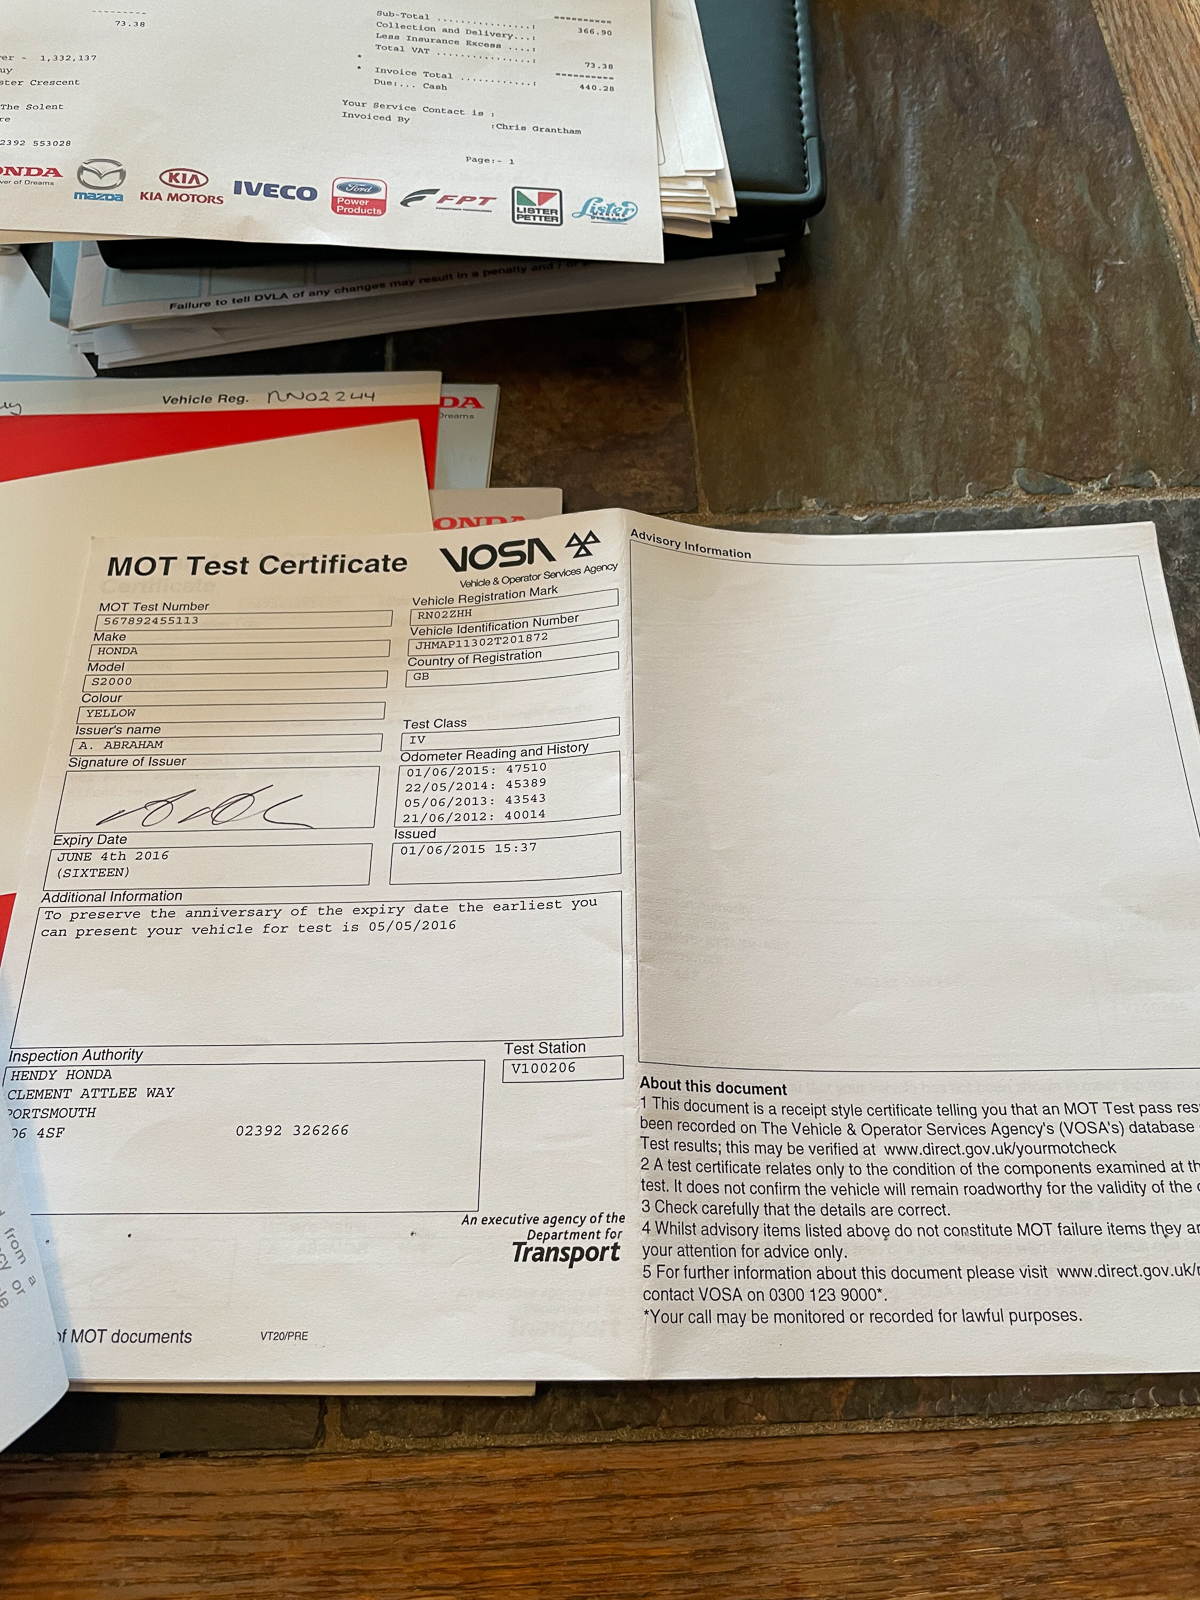 73.38
Sub-Total ..............:
Collection and Delivery...: 366.90
Less Insurance Excess ....:
Total VAT ..............: 73.38
* Invoice Total ...........: 440.28
* Due:... Cash
- 1,332,137
Crescent
The Solent
2392 553028
Your Service Contact is :
Invoiced By :Chris Grantham
Page:- 1
mazda
KIA
KIA MOTORS
IVECO
Ford
Power
Products
FPT
LISTER
PETTER
Lister
Failure to tell DVLA of any changes may result in a penalty and
Vehicle Reg. RN02ZHH
MOT Test Certificate
VOSA
Vehicle & Operator Services Agency
MOT Test Number
567892455113
Make
HONDA
Model
S2000
Colour
YELLOW
Issuer's name
A. ABRAHAM
Signature of Issuer
Expiry Date
JUNE 4th 2016
(SIXTEEN)
Vehicle Registration Mark
RN02ZHH
Vehicle Identification Number
JHMAP11302T201872
Country of Registration
GB
Test Class
IV
Odometer Reading and History
01/06/2015: 47510
22/05/2014: 45389
05/06/2013: 43543
21/06/2012: 40014
Issued
01/06/2015 15:37
Additional Information
To preserve the anniversary of the expiry date the earliest you
can present your vehicle for test is 05/05/2016
Inspection Authority
HENDY HONDA
CLEMENT ATTLEE WAY
PORTSMOUTH
4SF 02392 326266
Test Station
V100206
An executive agency of the
Department for
Transport
of MOT documents
VT20/PRE
Advisory Information
About this document
1 This document is a receipt style certificate telling you that an MOT Test pass
been recorded on The Vehicle & Operator Services Agency's (VOSA's) database
Test results; this may be verified at www.direct.gov.uk/yourmotcheck
2 A test certificate relates only to the condition of the components examined at
test. It does not confirm the vehicle will remain roadworthy for the validity of the
3 Check carefully that the details are correct.
4 Whilst advisory items listed above do not constitute MOT failure items they
your attention for advice only.
5 For further information about this document please visit www.direct.gov.uk/
contact VOSA on 0300 123 9000*.
*Your call may be monitored or recorded for lawful purposes.